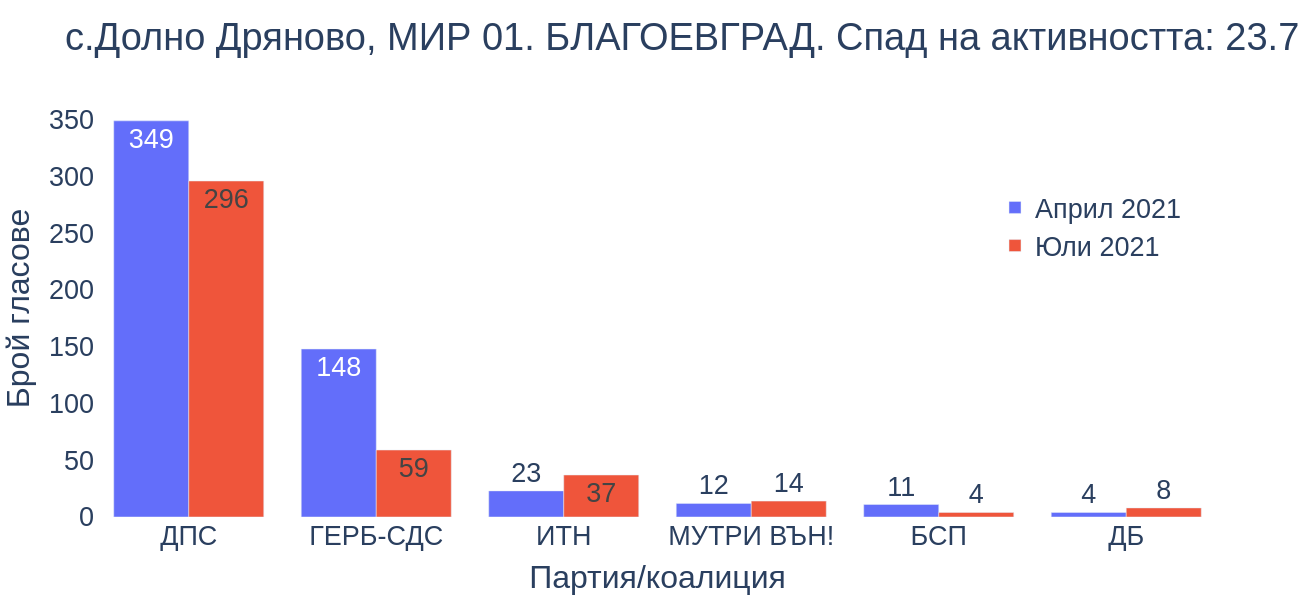 с.Долно Дряново, МИР 01. БЛАГОЕВГРАД. Спад на активността: 23.7
350
300
250
200
150
100
50
0
Брой гласове
349
296
148
59
23
37
12
14
11
4
4
8
Април 2021
Юли 2021
ДПС
ГЕРБ-СДС
ИТН
МУТРИ ВЪН!
БСП
ДБ
Партия/коалиция